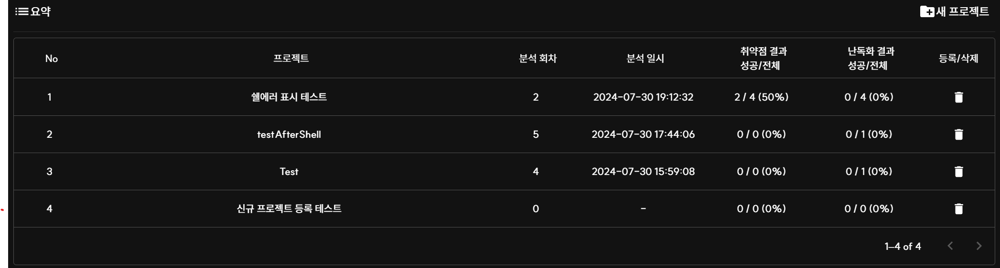 요약
새 프로젝트
No 프로젝트 분석 회차 분석 일시 취약점 결과 난독화 결과 등록/삭제
성공/전체 성공/전체
1 쉘에러 표시 테스트 2 2024-07-30 19:12:32 2 / 4 (50%) 0 / 4 (0%)
2 testAfterShell 5 2024-07-30 17:44:06 0 / 0 (0%) 0 / 1 (0%)
3 Test 4 2024-07-30 15:59:08 0 / 0 (0%) 0 / 1 (0%)
4 신규 프로젝트 등록 테스트 0 - 0 / 0 (0%) 0 / 0 (0%)
1–4 of 4